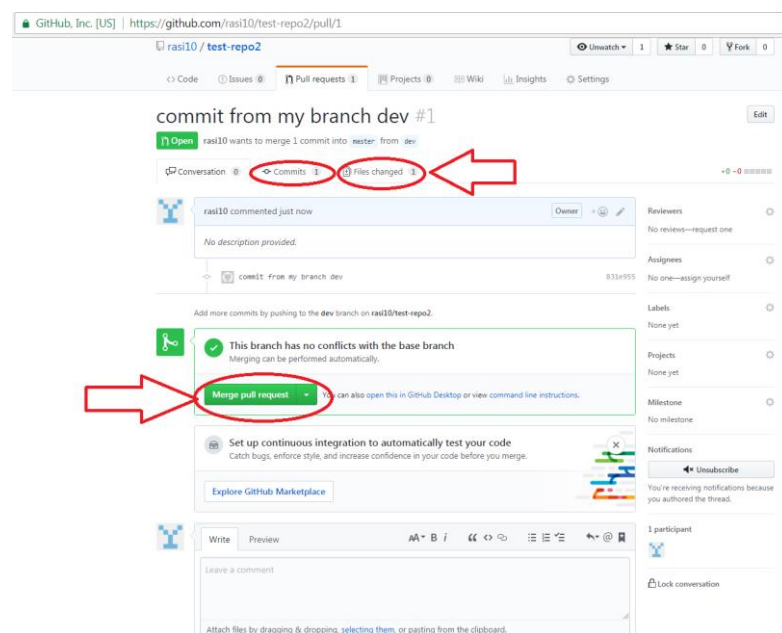 GitHub, Inc. [US] | https://github.com/rasi10/test-repo2/pull/1
rasi10 / test-repo2
Unwatch 1 Star 0 Fork 0
Code Issues 0 Pull requests 1 Projects 0 Wiki Insights Settings
commit from my branch dev #1
Edit
Open rasi10 wants to merge 1 commit into master from dev
Conversation 0 Commits 1 Files changed 1 +0 −0
rasi10 commented just now Owner
No description provided.
commit from my branch dev 831e955
Add more commits by pushing to the dev branch on rasi10/test-repo2.
This branch has no conflicts with the base branch
Merging can be performed automatically.
Merge pull request You can also open this in GitHub Desktop or view command line instructions.
Set up continuous integration to automatically test your code
Catch bugs, enforce style, and increase confidence in your code before you merge.
Explore GitHub Marketplace
Write Preview AA B i “ <> @
Leave a comment
Attach files by dragging & dropping, selecting them, or pasting from the clipboard.
Reviewers
No reviews—request one
Assignees
No one—assign yourself
Labels
None yet
Projects
None yet
Milestone
No milestone
Notifications
Unsubscribe
You're receiving notifications because
you authored the thread.
1 participant
Lock conversation